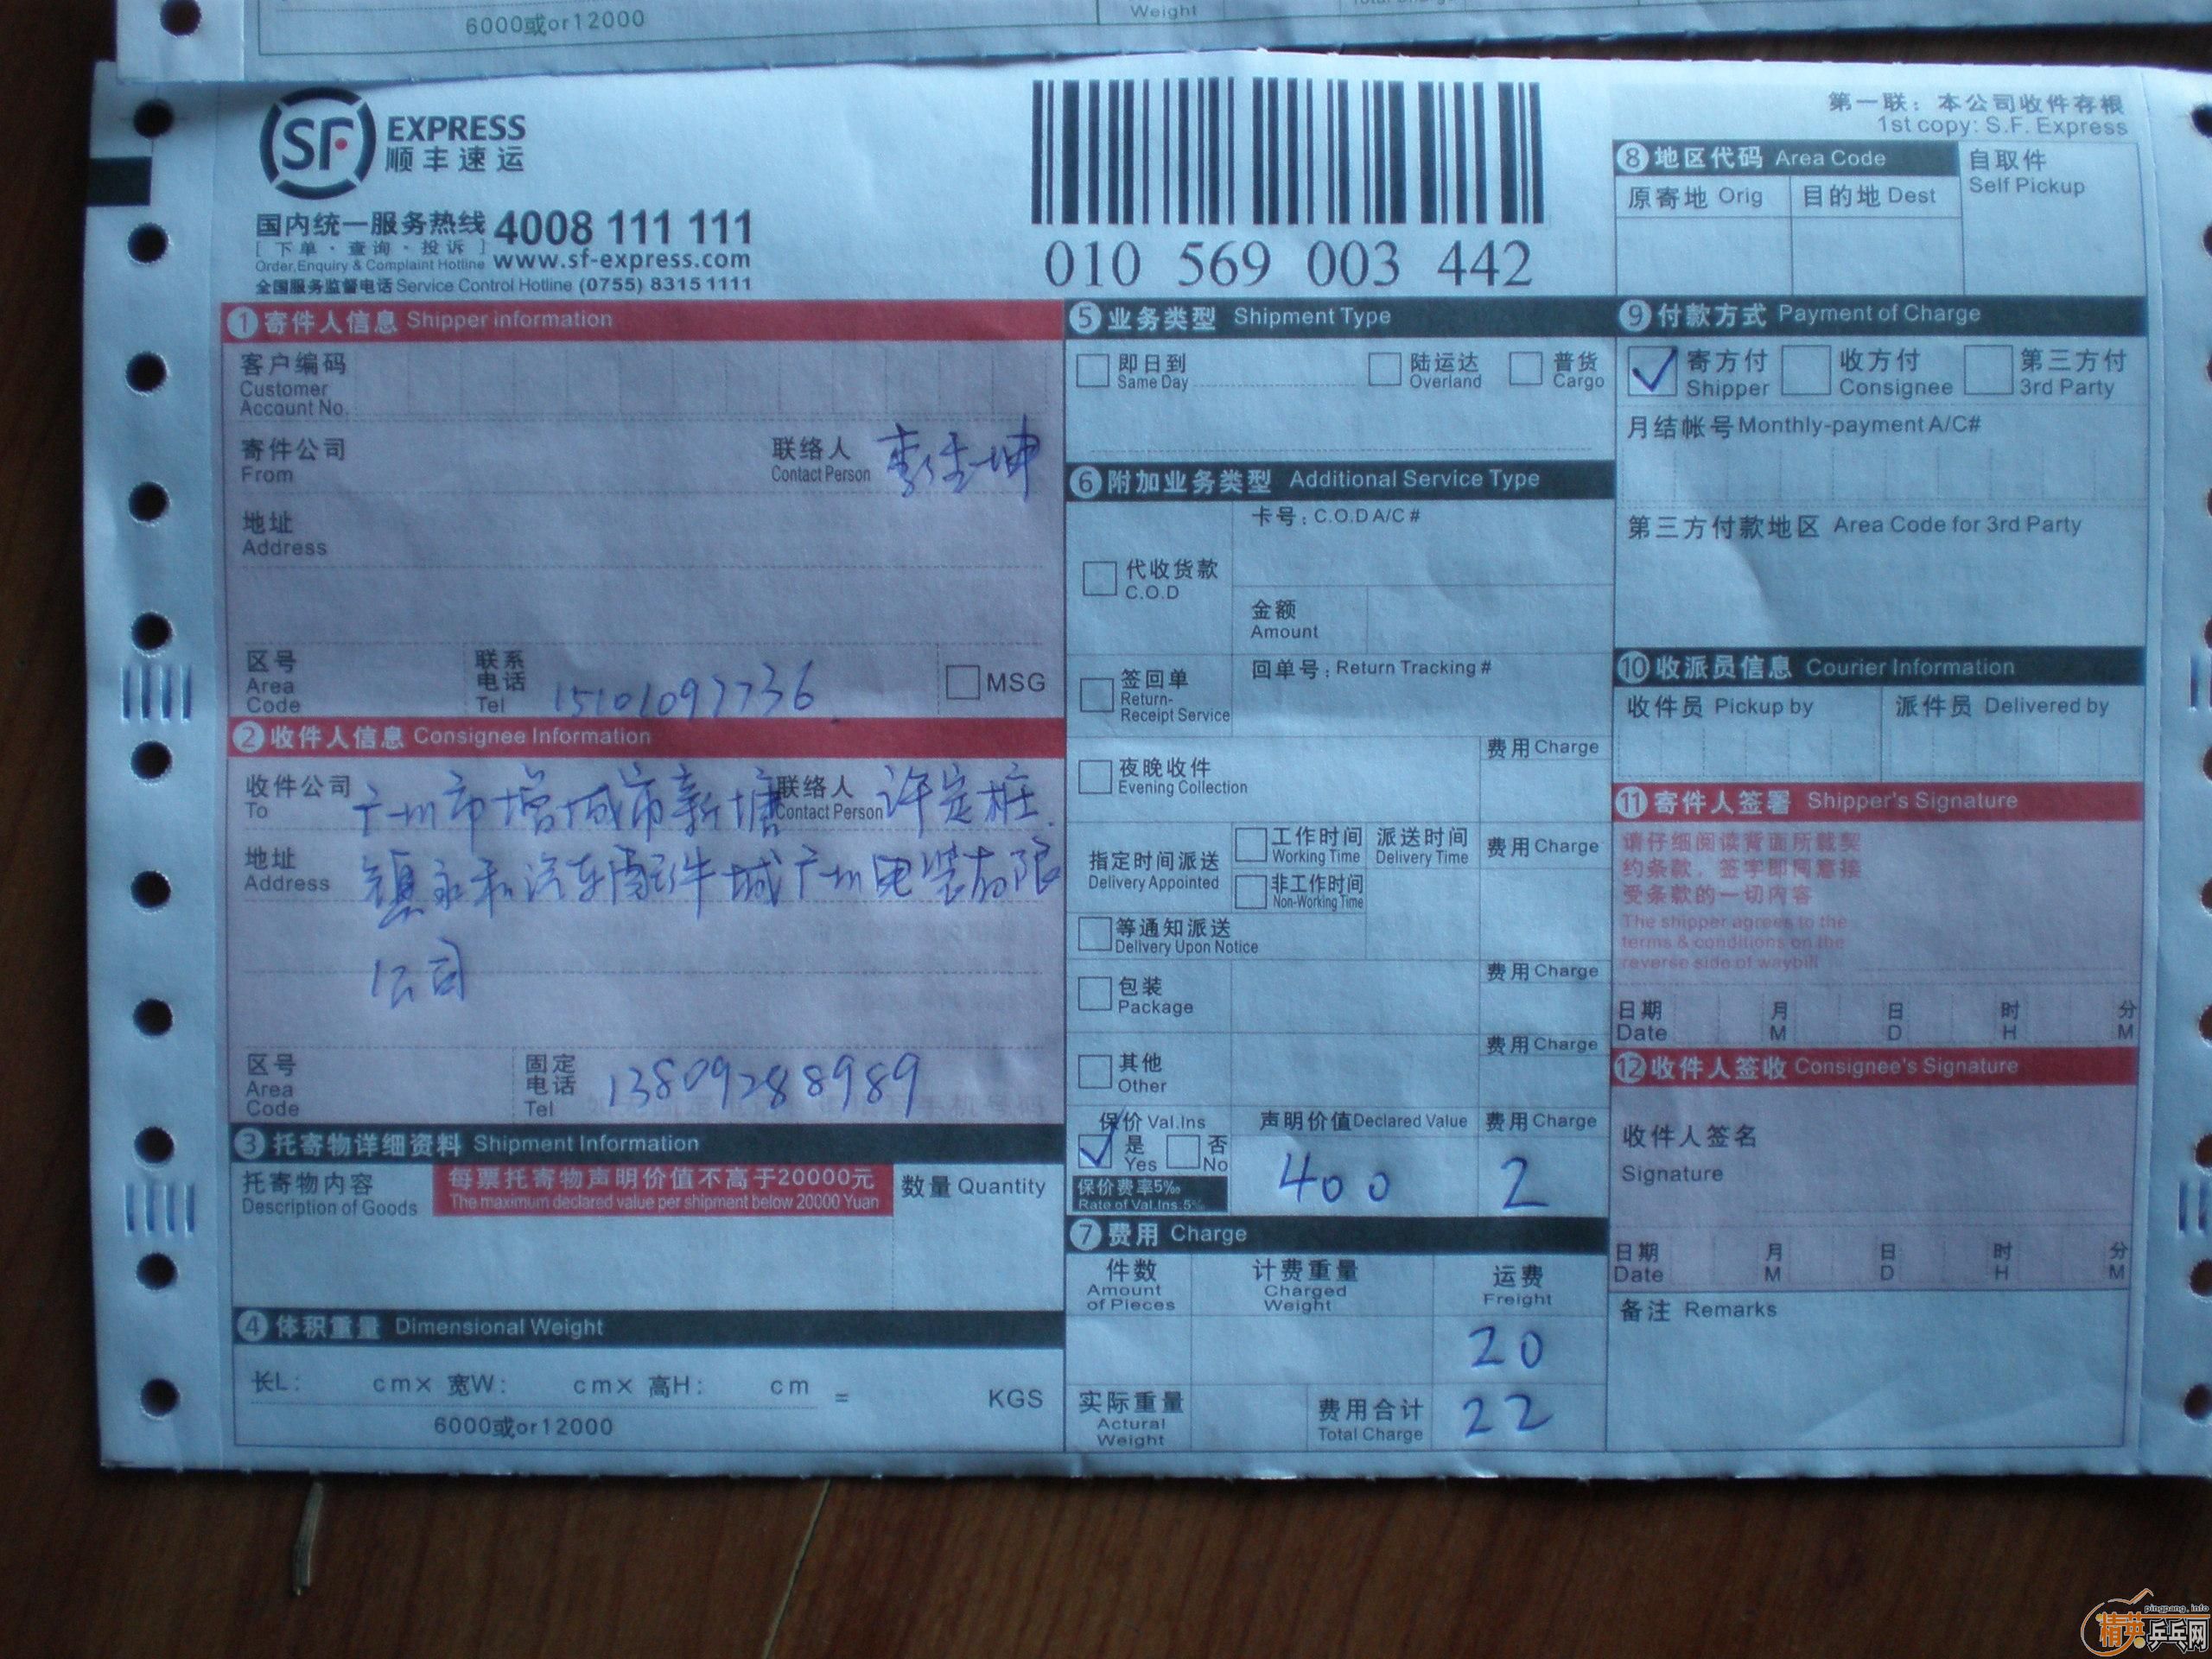 6000或or12000
Weight
SF EXPRESS
顺丰速运
国内统一服务热线 4008 111 111
[ 下单·查询·投诉 ]
Order,Enquiry & Complaint Hotline www.sf-express.com
全国服务监督电话 Service Control Hotline (0755) 8315 1111
010 569 003 442
第一联：本公司收件存根
1st copy: S.F. Express
8 地区代码 Area Code
原寄地 Orig 目的地 Dest
自取件
Self Pickup
1 寄件人信息 Shipper information
客户编码
Customer
Account No.
寄件公司
From
联络人
Contact Person
地址
Address
区号
Area
Code
联系
电话
Tel
15101097736
MSG
2 收件人信息 Consignee Information
收件公司
To
广州市增城市新塘
联络人
Contact Person
许定桩
地址
Address
镇永和汽车配件城广州电装有限
公司
区号
Area
Code
固定
电话
Tel
13809288989
3 托寄物详细资料 Shipment Information
托寄物内容
Description of Goods
每票托寄物声明价值不高于20000元
The maximum declared value per shipment below 20000 Yuan
数量 Quantity
4 体积重量 Dimensional Weight
长L: cm× 宽W: cm× 高H: cm = KGS
6000或or12000
5 业务类型 Shipment Type
即日到
Same Day
陆运达
Overland
普货
Cargo
6 附加业务类型 Additional Service Type
代收货款
C.O.D
卡号：C.O.D A/C #
金额
Amount
签回单
Return-
Receipt Service
回单号：Return Tracking #
夜晚收件
Evening Collection
费用 Charge
指定时间派送
Delivery Appointed
工作时间
Working Time
非工作时间
Non-Working Time
派送时间
Delivery Time
费用 Charge
等通知派送
Delivery Upon Notice
包装
Package
费用 Charge
其他
Other
费用 Charge
保价 Val.Ins
是
Yes
否
No
保价费率5‰
Rate of Val.Ins.5‰
声明价值 Declared Value
400
费用 Charge
2
7 费用 Charge
件数
Amount
of Pieces
计费重量
Charged
Weight
运费
Freight
20
实际重量
Actural
Weight
费用合计
Total Charge
22
9 付款方式 Payment of Charge
寄方付
Shipper
收方付
Consignee
第三方付
3rd Party
月结帐号 Monthly-payment A/C#
第三方付款地区 Area Code for 3rd Party
10 收派员信息 Courier Information
收件员 Pickup by
派件员 Delivered by
11 寄件人签署 Shipper's Signature
请仔细阅读背面所载契
约条款，签字即同意接
受条款的一切内容
The shipper agrees to the
terms & conditions on the
reverse side of waybill
日期 月 日 时 分
Date M D H M
12 收件人签收 Consignee's Signature
收件人签名
Signature
日期 月 日 时 分
Date M D H M
备注 Remarks
pingpang.info
精英乒乓网